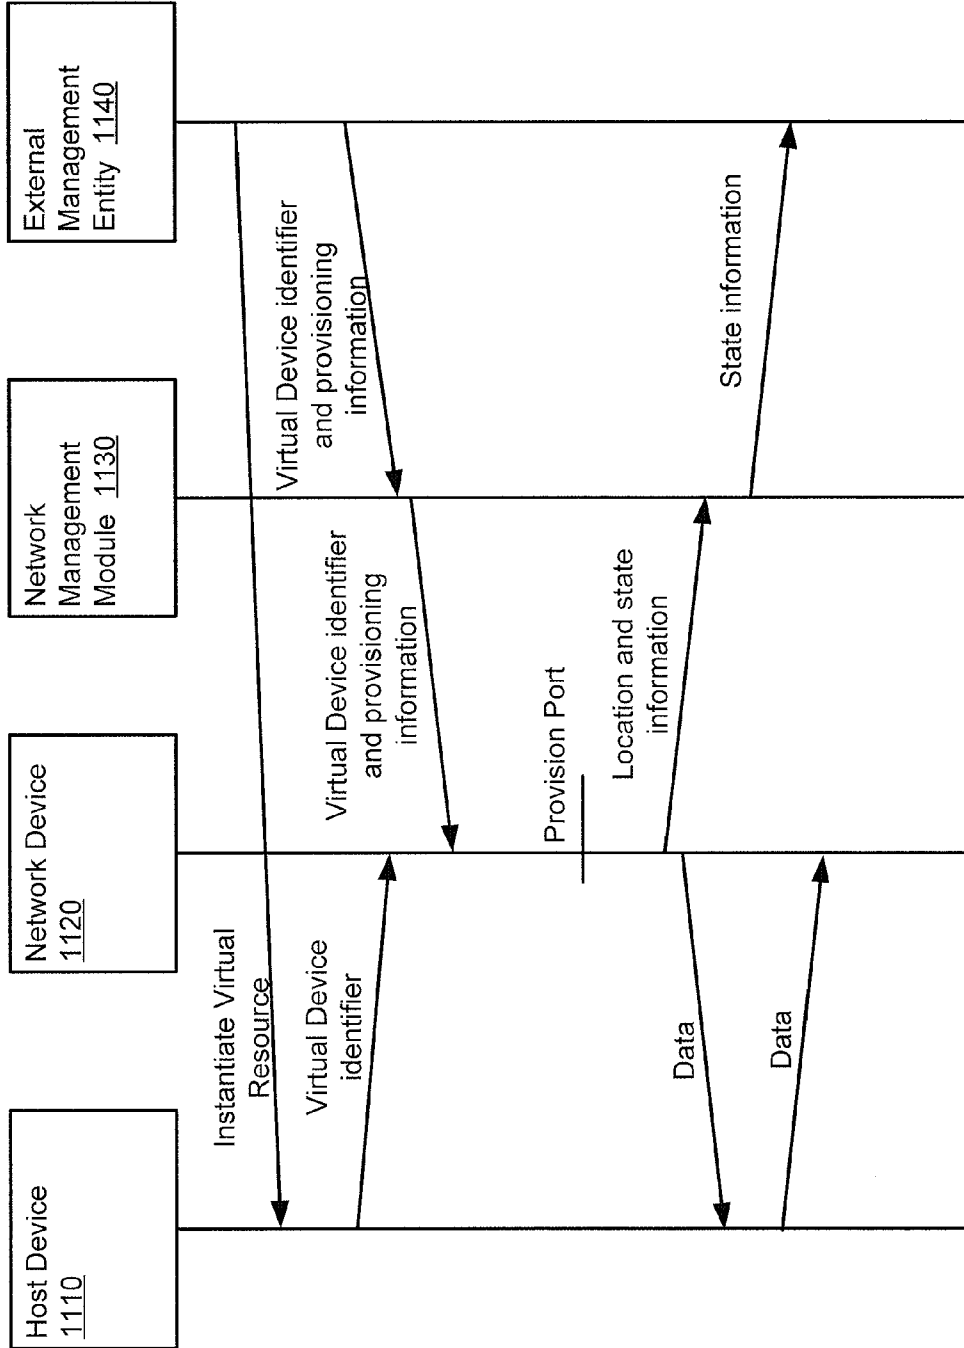 Host Device
1110
Network Device
1120
Network
Management
Module 1130
External
Management
Entity 1140
Instantiate Virtual
Resource
Virtual Device
identifier
Virtual Device identifier
and provisioning
information
Virtual Device identifier
and provisioning
information
Provision Port
Location and state
information
State information
Data
Data